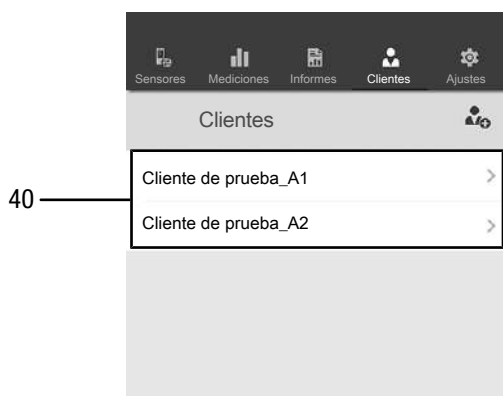 Sensores Mediciones Informes Clientes Ajustes
Clientes
Cliente de prueba_A1
40
Cliente de prueba_A2